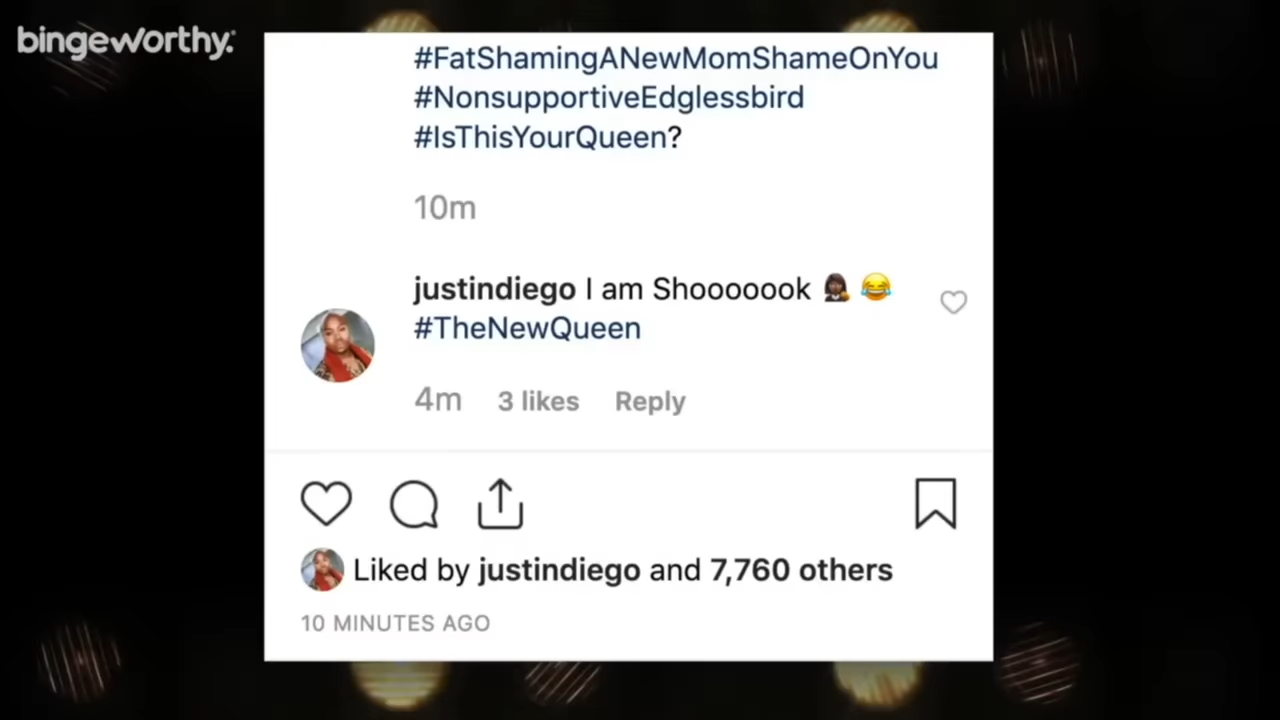 bingeworthy.
#FatShamingANewMomShameOnYou
#NonsupportiveEdglessbird
#IsThisYourQueen?
10m
justindiego I am Shooooook 👩🏿‍🎓 😂
#TheNewQueen
4m 3 likes Reply
Liked by justindiego and 7,760 others
10 MINUTES AGO